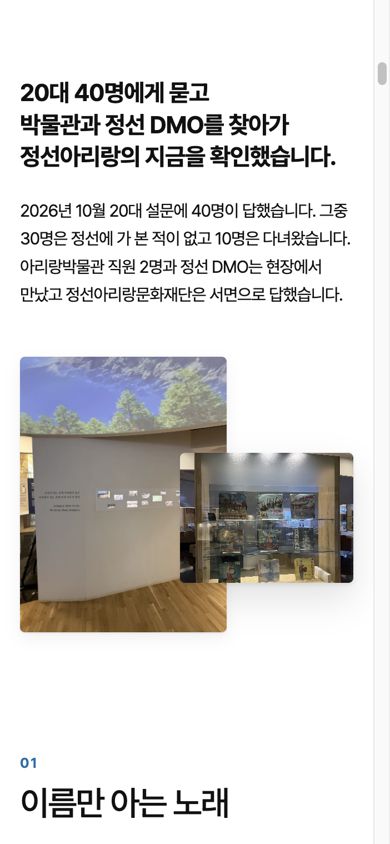 20대 40명에게 묻고
박물관과 정선 DMO를 찾아가
정선아리랑의 지금을 확인했습니다.
2026년 10월 20대 설문에 40명이 답했습니다. 그중
30명은 정선에 가 본 적이 없고 10명은 다녀왔습니다.
아리랑박물관 직원 2명과 정선 DMO는 현장에서
만났고 정선아리랑문화재단은 서면으로 답했습니다.
01
이름만 아는 노래